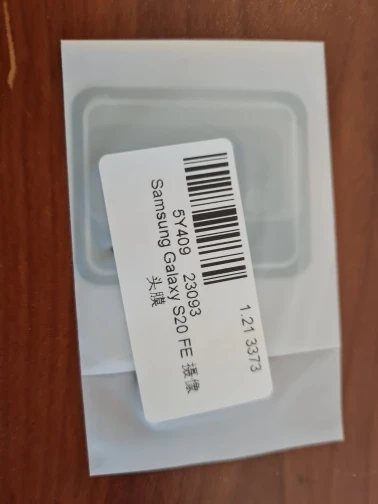 1.21 3373
5Y409 23093
Samsung Galaxy S20 FE 摄像
头膜